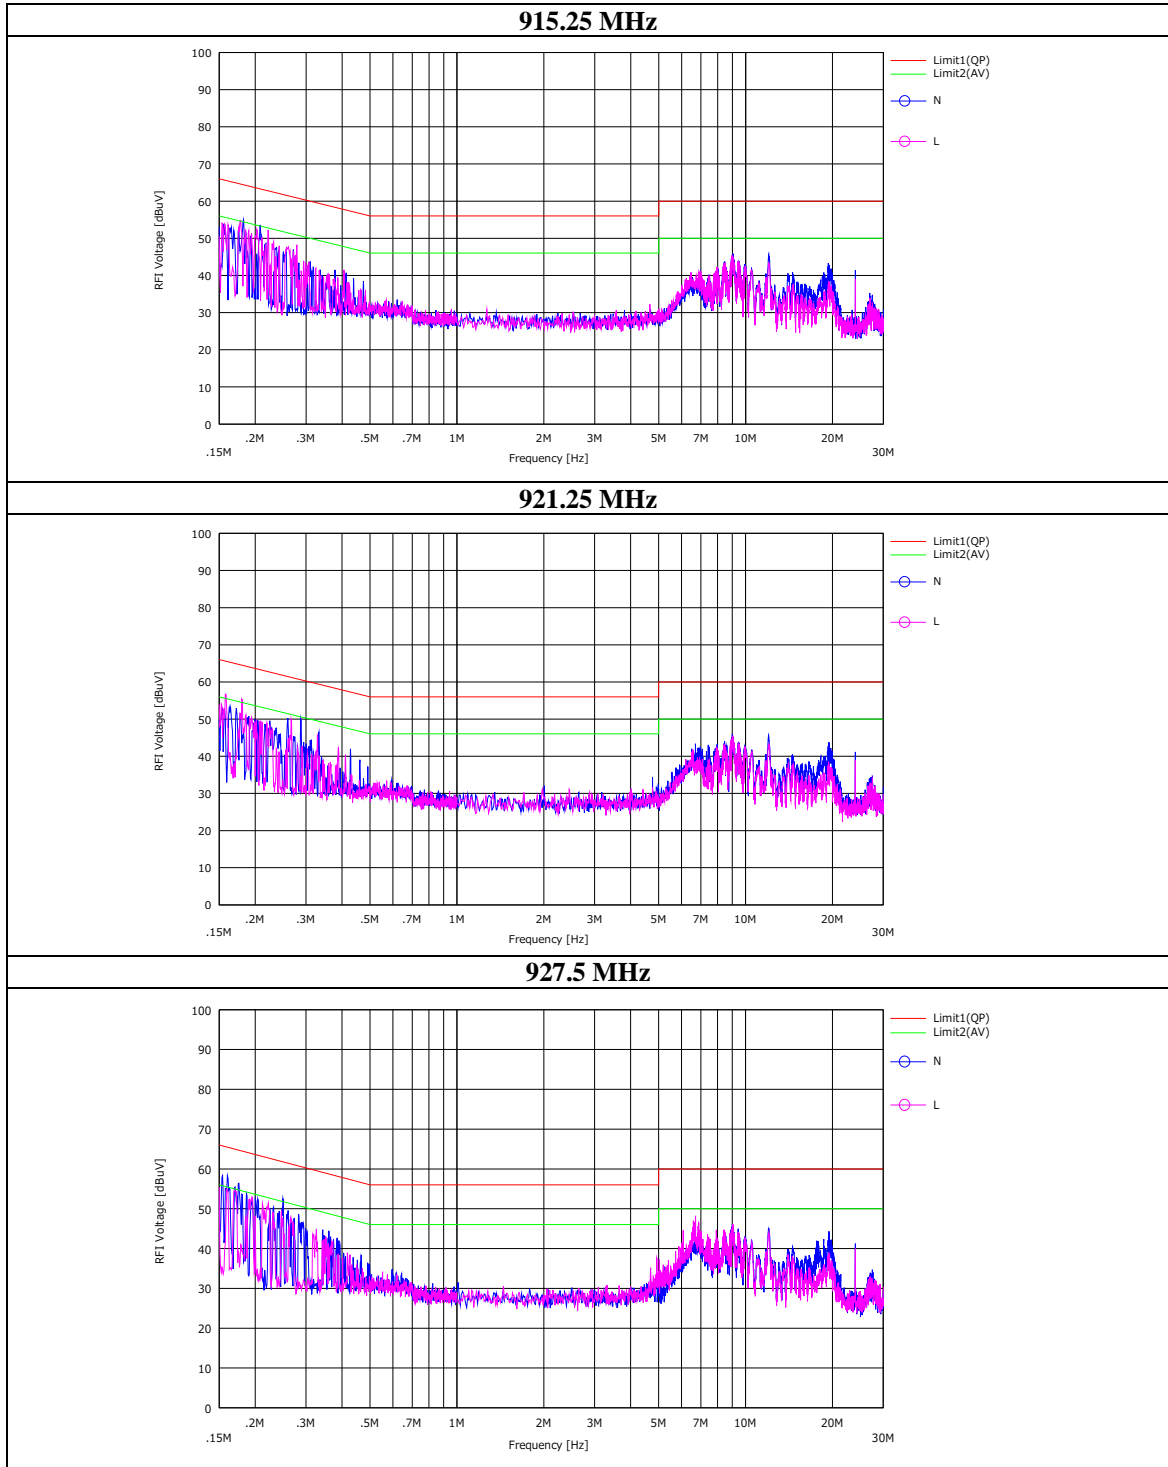 915.25 MHz
100
90
80
70
60
50
40
30
20
10
0
RFI Voltage [dBuV]
.2M .3M .5M .7M 1M 2M 3M 5M 7M 10M 20M
.15M 30M
Frequency [Hz]
Limit1(QP)
Limit2(AV)
N
L
921.25 MHz
100
90
80
70
60
50
40
30
20
10
0
RFI Voltage [dBuV]
.2M .3M .5M .7M 1M 2M 3M 5M 7M 10M 20M
.15M 30M
Frequency [Hz]
Limit1(QP)
Limit2(AV)
N
L
927.5 MHz
100
90
80
70
60
50
40
30
20
10
0
RFI Voltage [dBuV]
.2M .3M .5M .7M 1M 2M 3M 5M 7M 10M 20M
.15M 30M
Frequency [Hz]
Limit1(QP)
Limit2(AV)
N
L